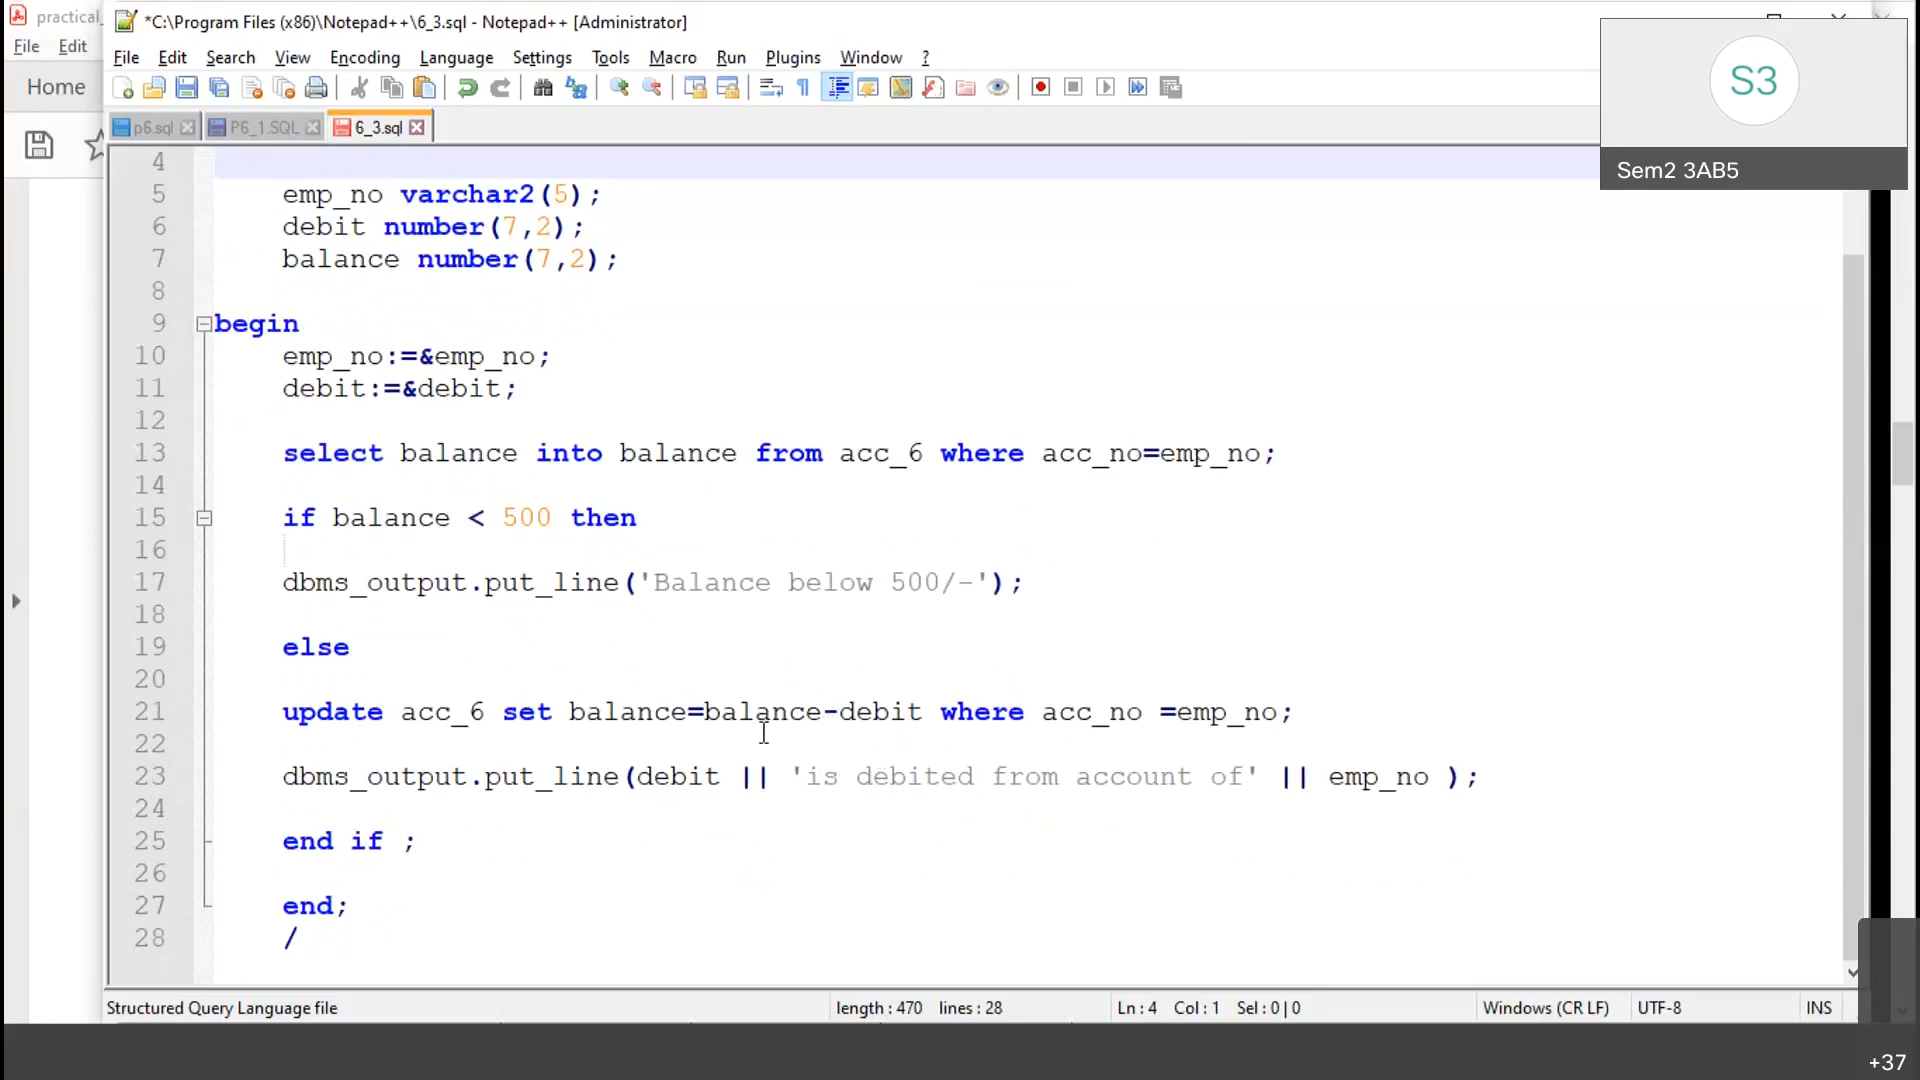 practical_
File Edit
Home
*C:\Program Files (x86)\Notepad++\6_3.sql - Notepad++ [Administrator]
File Edit Search View Encoding Language Settings Tools Macro Run Plugins Window ?
p6.sql P6_1.SQL 6_3.sql
S3
Sem2 3AB5
4
5 emp_no varchar2(5);
6 debit number(7,2);
7 balance number(7,2);
8
9 begin
10 emp_no:=&emp_no;
11 debit:=&debit;
12
13 select balance into balance from acc_6 where acc_no=emp_no;
14
15 if balance < 500 then
16
17 dbms_output.put_line('Balance below 500/-');
18
19 else
20
21 update acc_6 set balance=balance-debit where acc_no =emp_no;
22
23 dbms_output.put_line(debit || 'is debited from account of' || emp_no );
24
25 end if ;
26
27 end;
28 /
Structured Query Language file length : 470 lines : 28 Ln : 4 Col : 1 Sel : 0 | 0 Windows (CR LF) UTF-8 INS
+37